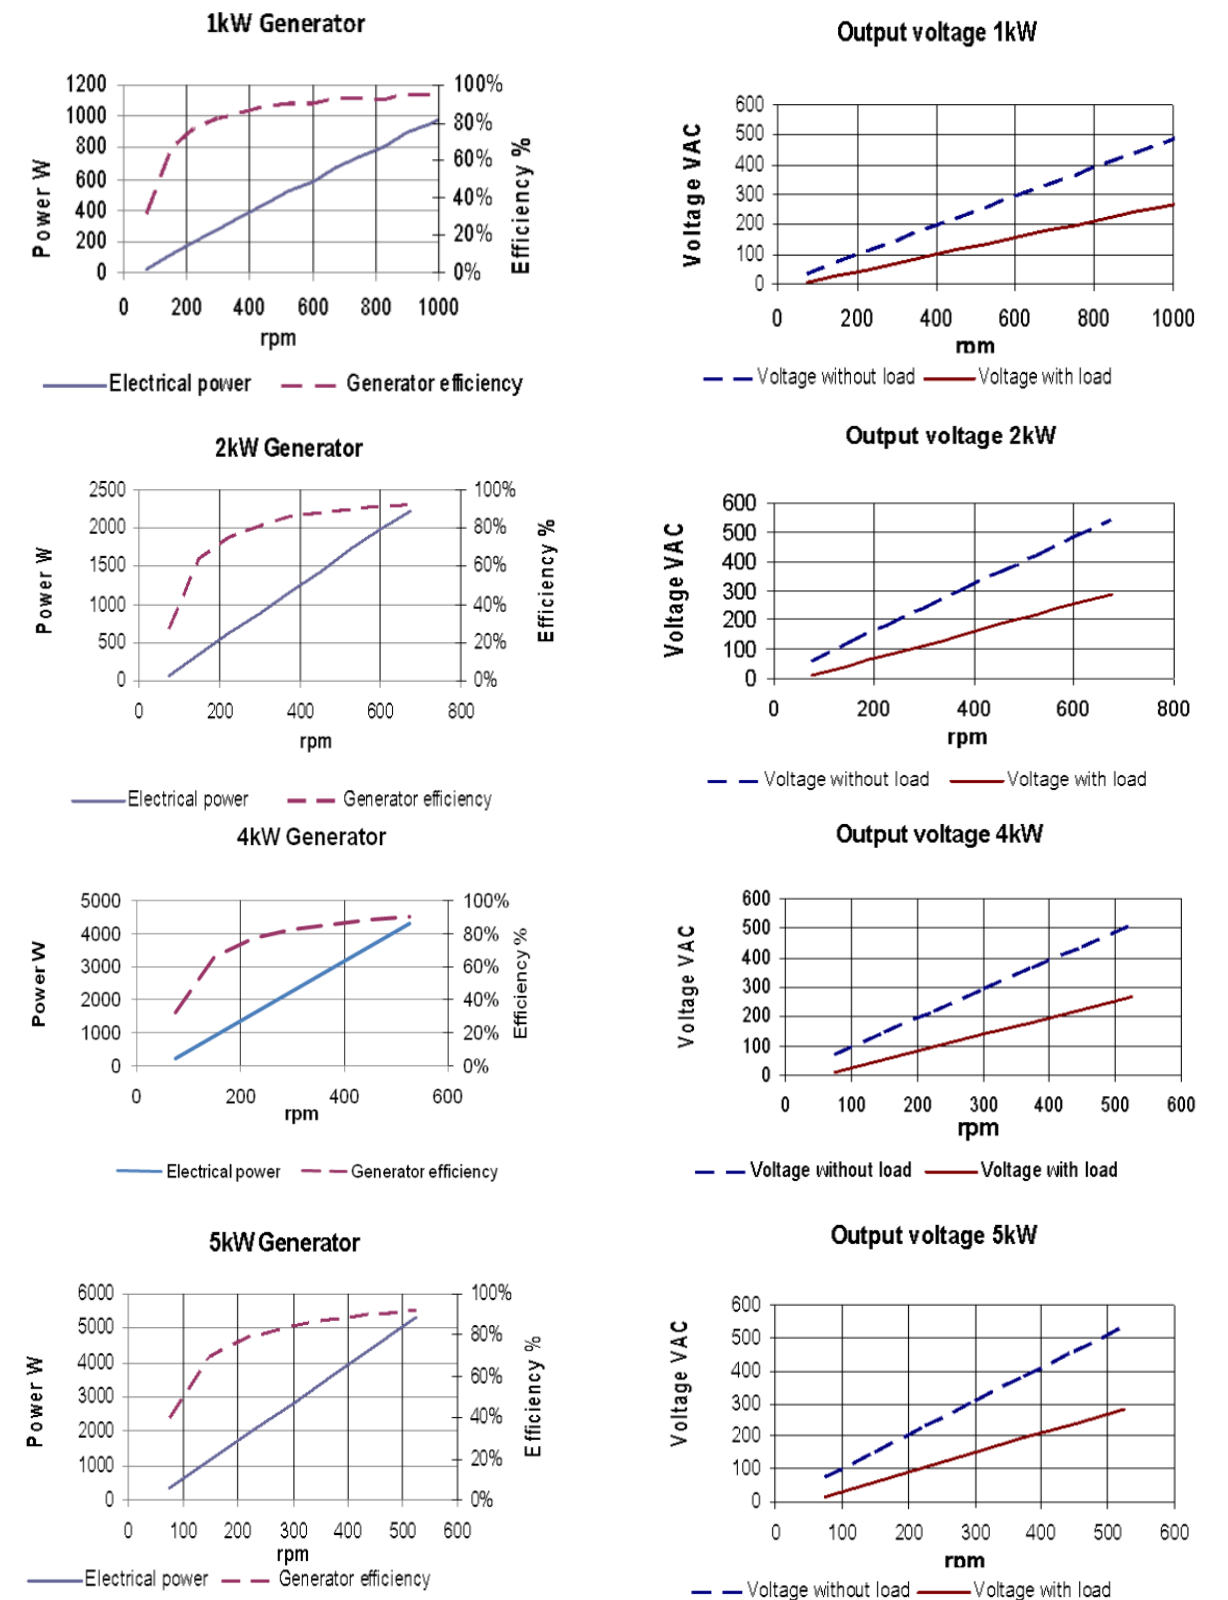 1kW Generator
1200
1000
800
600
400
200
0
100%
80%
60%
40%
20%
0%
0 200 400 600 800 1000
Power W
Efficiency %
rpm
Electrical power Generator efficiency
Output voltage 1kW
600
500
400
300
200
100
0
0 200 400 600 800 1000
Voltage VAC
rpm
Voltage without load Voltage with load
2kW Generator
2500
2000
1500
1000
500
0
100%
80%
60%
40%
20%
0%
0 200 400 600 800
Power W
Efficiency %
rpm
Electrical power Generator efficiency
Output voltage 2kW
600
500
400
300
200
100
0
0 200 400 600 800
Voltage VAC
rpm
Voltage without load Voltage with load
4kW Generator
5000
4000
3000
2000
1000
0
100%
80%
60%
40%
20%
0%
0 200 400 600
Power W
Efficiency %
rpm
Electrical power Generator efficiency
Output voltage 4kW
600
500
400
300
200
100
0
0 100 200 300 400 500 600
Voltage VAC
rpm
Voltage without load Voltage with load
5kW Generator
6000
5000
4000
3000
2000
1000
0
100%
80%
60%
40%
20%
0%
0 100 200 300 400 500 600
Power W
Efficiency %
rpm
Electrical power Generator efficiency
Output voltage 5kW
600
500
400
300
200
100
0
0 100 200 300 400 500 600
Voltage VAC
rpm
Voltage without load Voltage with load